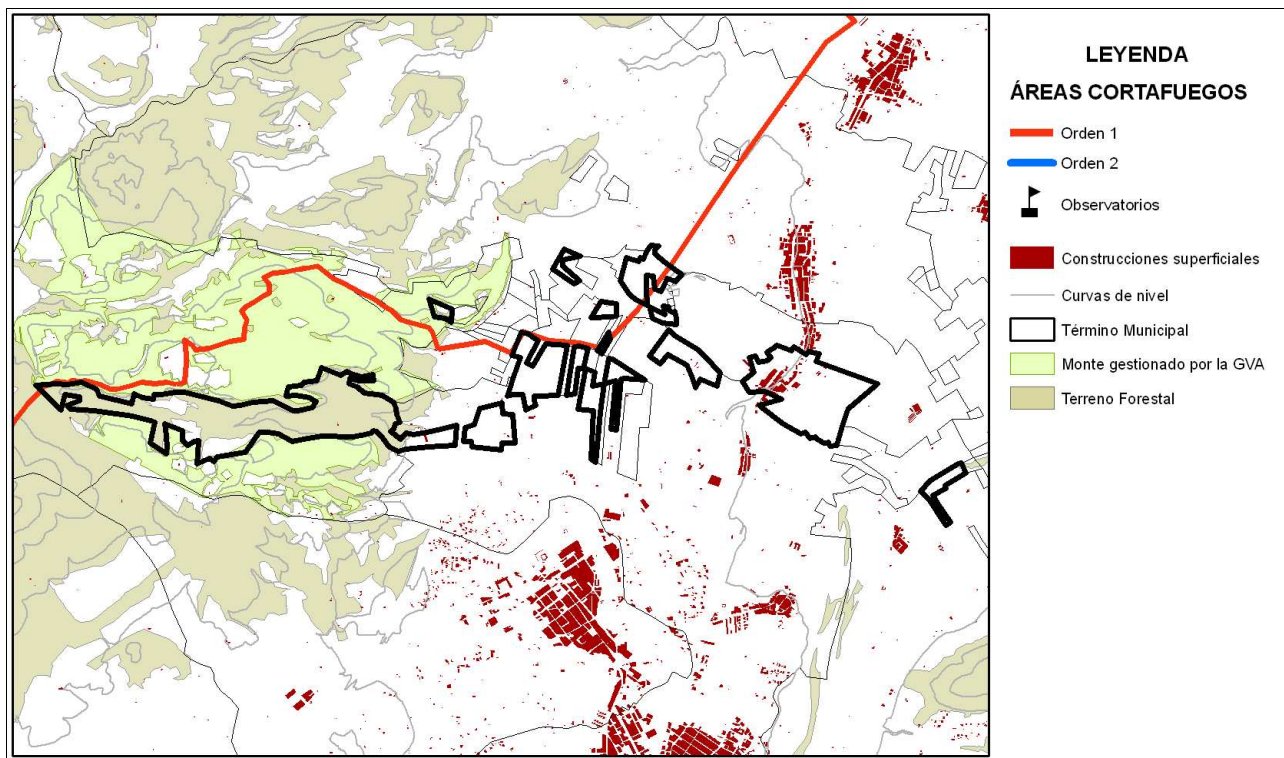 LEYENDA
ÁREAS CORTAFUEGOS
Orden 1
Orden 2
Observatorios
Construcciones superficiales
Curvas de nivel
Término Municipal
Monte gestionado por la GVA
Terreno Forestal